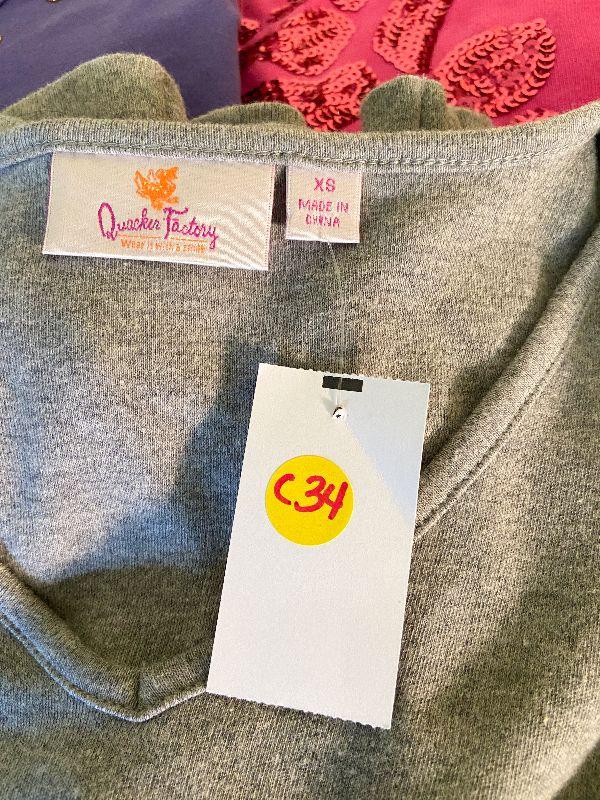 Quacker Factory
Wear it with a smile
XS
MADE IN
CHINA
C34